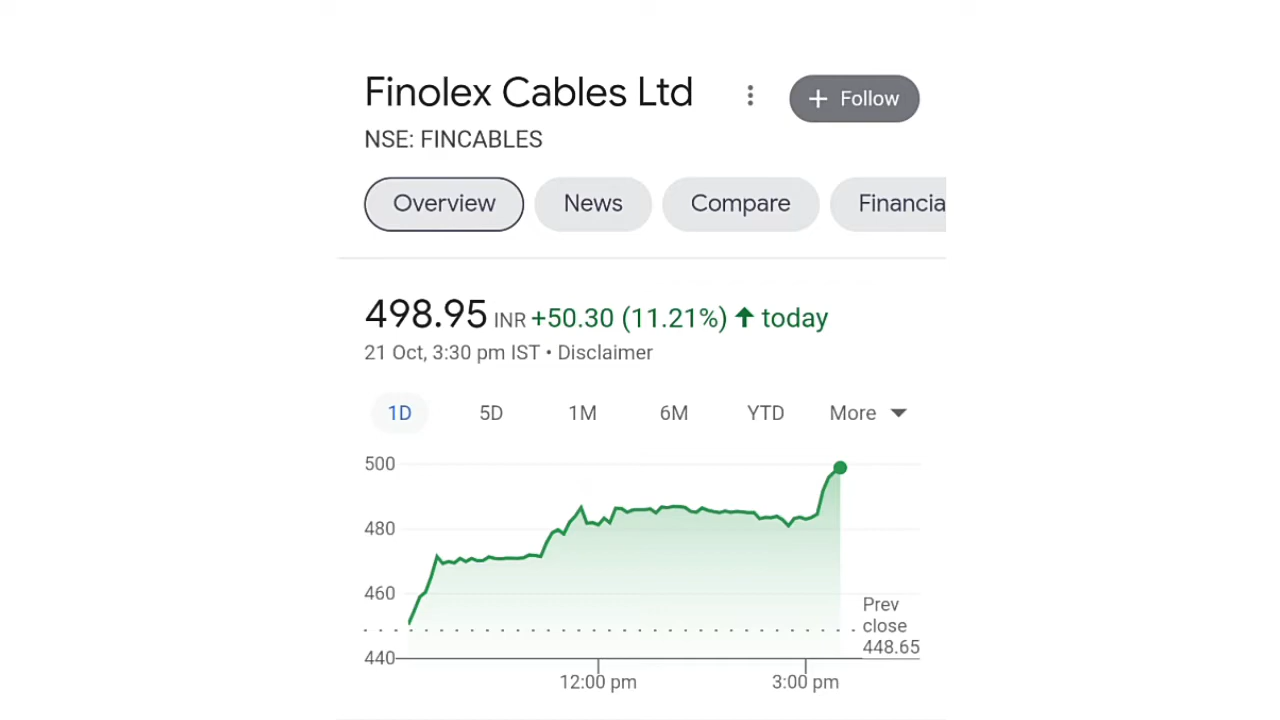 Finolex Cables Ltd
+ Follow
NSE: FINCABLES
Overview News Compare Financia
498.95 INR +50.30 (11.21%) ↑ today
21 Oct, 3:30 pm IST • Disclaimer
1D 5D 1M 6M YTD More
500
480
460
Prev
close
448.65
440
12:00 pm 3:00 pm